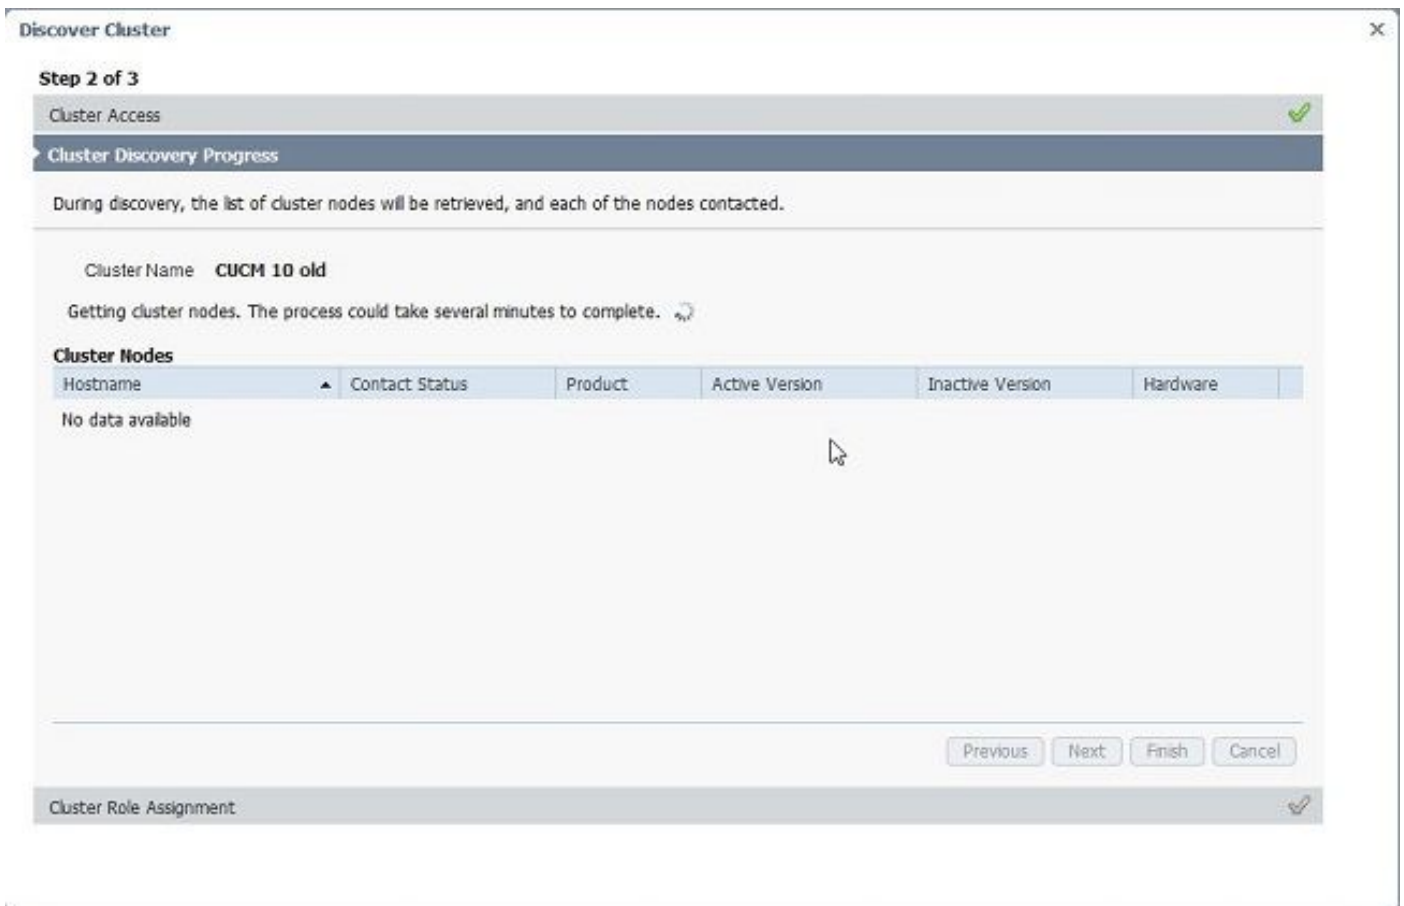 Discover Cluster
Step 2 of 3
Cluster Access
Cluster Discovery Progress
During discovery, the list of cluster nodes will be retrieved, and each of the nodes contacted.
Cluster Name CUCM 10 old
Getting cluster nodes. The process could take several minutes to complete.
Cluster Nodes
Hostname Contact Status Product Active Version Inactive Version Hardware
No data available
Previous Next Finish Cancel
Cluster Role Assignment